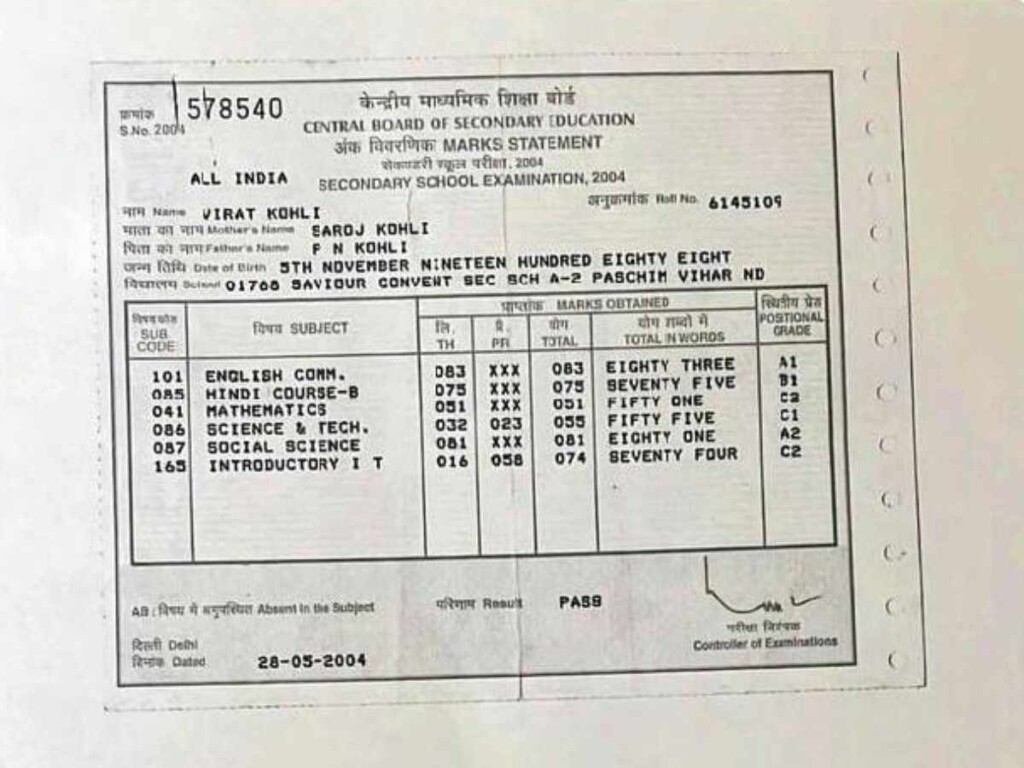 केन्द्रीय माध्यमिक शिक्षा बोर्ड
क्रमांक 578540
S.No. 2004
CENTRAL BOARD OF SECONDARY EDUCATION
अंक विवरणिका MARKS STATEMENT
सेकण्डरी स्कूल परीक्षा, 2004
ALL INDIA SECONDARY SCHOOL EXAMINATION, 2004
अनुक्रमांक Roll No. 6145109
नाम Name VIRAT KOHLI
माता का नाम Mother's Name SAROJ KOHLI
पिता का नाम Father's Name P N KOHLI
जन्म तिथि Date of Birth 5TH NOVEMBER NINETEEN HUNDRED EIGHTY EIGHT
विद्यालय School 01768 SAVIOUR CONVENT SEC SCH A-2 PASCHIM VIHAR ND
प्राप्तांक MARKS OBTAINED
विषय कोड SUB. CODE विषय SUBJECT लि. TH प्रै. PR योग TOTAL योग शब्दों में TOTAL IN WORDS स्थितीय ग्रेड POSITIONAL GRADE
101 ENGLISH COMM. 083 XXX 083 EIGHTY THREE A1
085 HINDI COURSE-B 075 XXX 075 SEVENTY FIVE B1
041 MATHEMATICS 051 XXX 051 FIFTY ONE C2
086 SCIENCE & TECH. 032 023 055 FIFTY FIVE C1
087 SOCIAL SCIENCE 081 XXX 081 EIGHTY ONE A2
165 INTRODUCTORY I T 016 058 074 SEVENTY FOUR C2
AB : विषय में अनुपस्थित Absent in the Subject परिणाम Result PASS
परीक्षा नियंत्रक
दिल्ली Delhi
Controller of Examinations
दिनांक Dated 28-05-2004